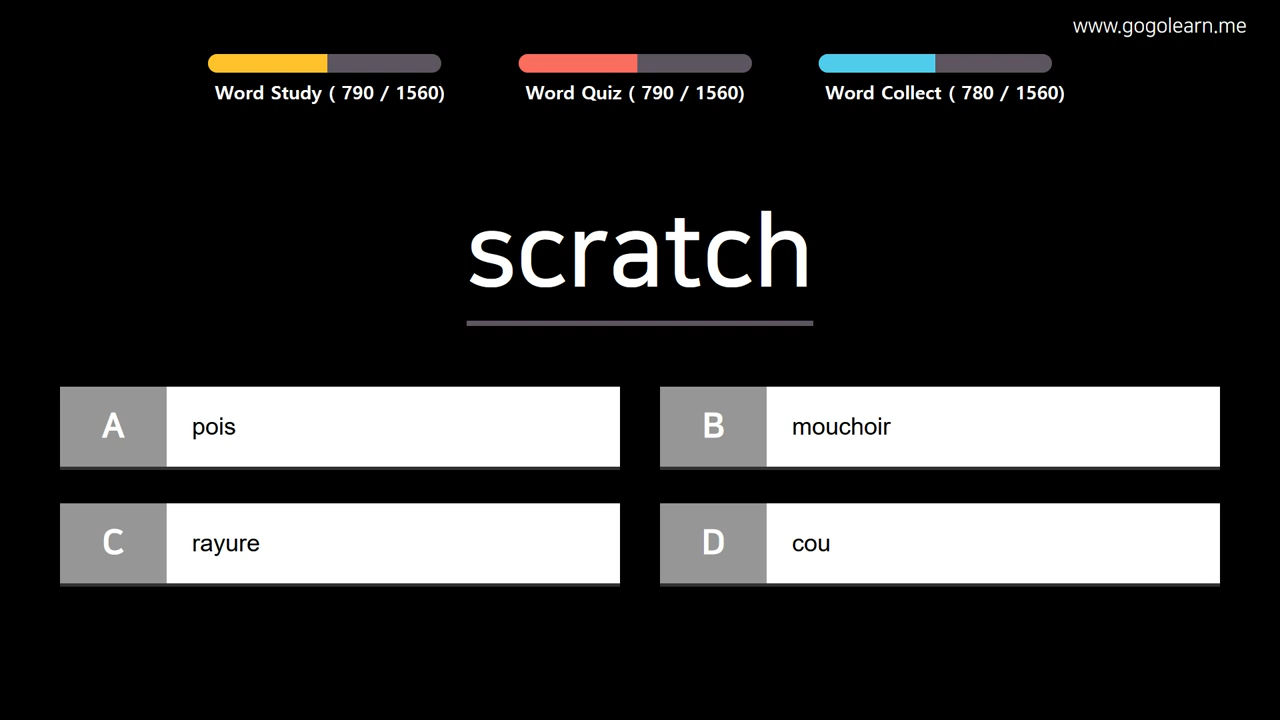 www.gogolearn.me
Word Study ( 790 / 1560)
Word Quiz ( 790 / 1560)
Word Collect ( 780 / 1560)
scratch
A
pois
B
mouchoir
C
rayure
D
cou